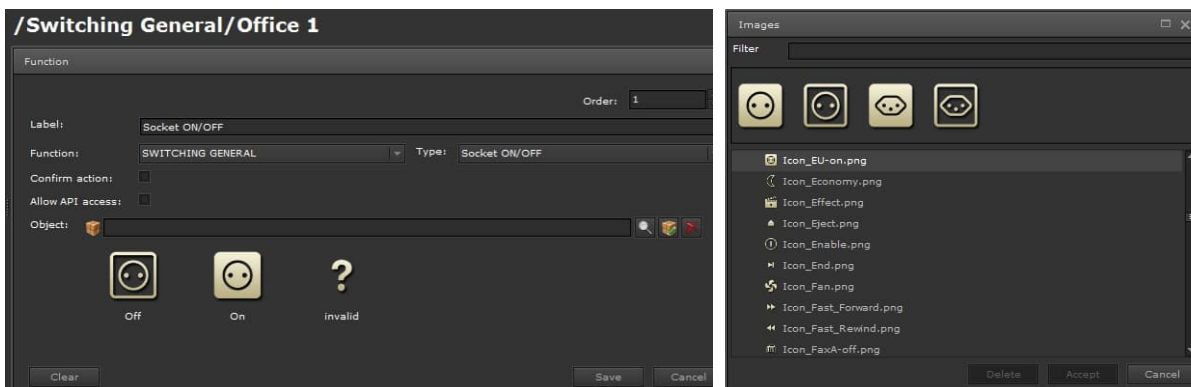 /Switching General/Office 1
Function
Order: 1
Label: Socket ON/OFF
Function: SWITCHING GENERAL Type: Socket ON/OFF
Confirm action:
Allow API access:
Object:
?
Off On invalid
Clear Save Cancel
Images
Filter
Icon_EU-on.png
Icon_Economy.png
Icon_Effect.png
Icon_Eject.png
Icon_Enable.png
Icon_End.png
Icon_Fan.png
Icon_Fast_Forward.png
Icon_Fast_Rewind.png
Icon_FaxA-off.png
Delete Accept Cancel